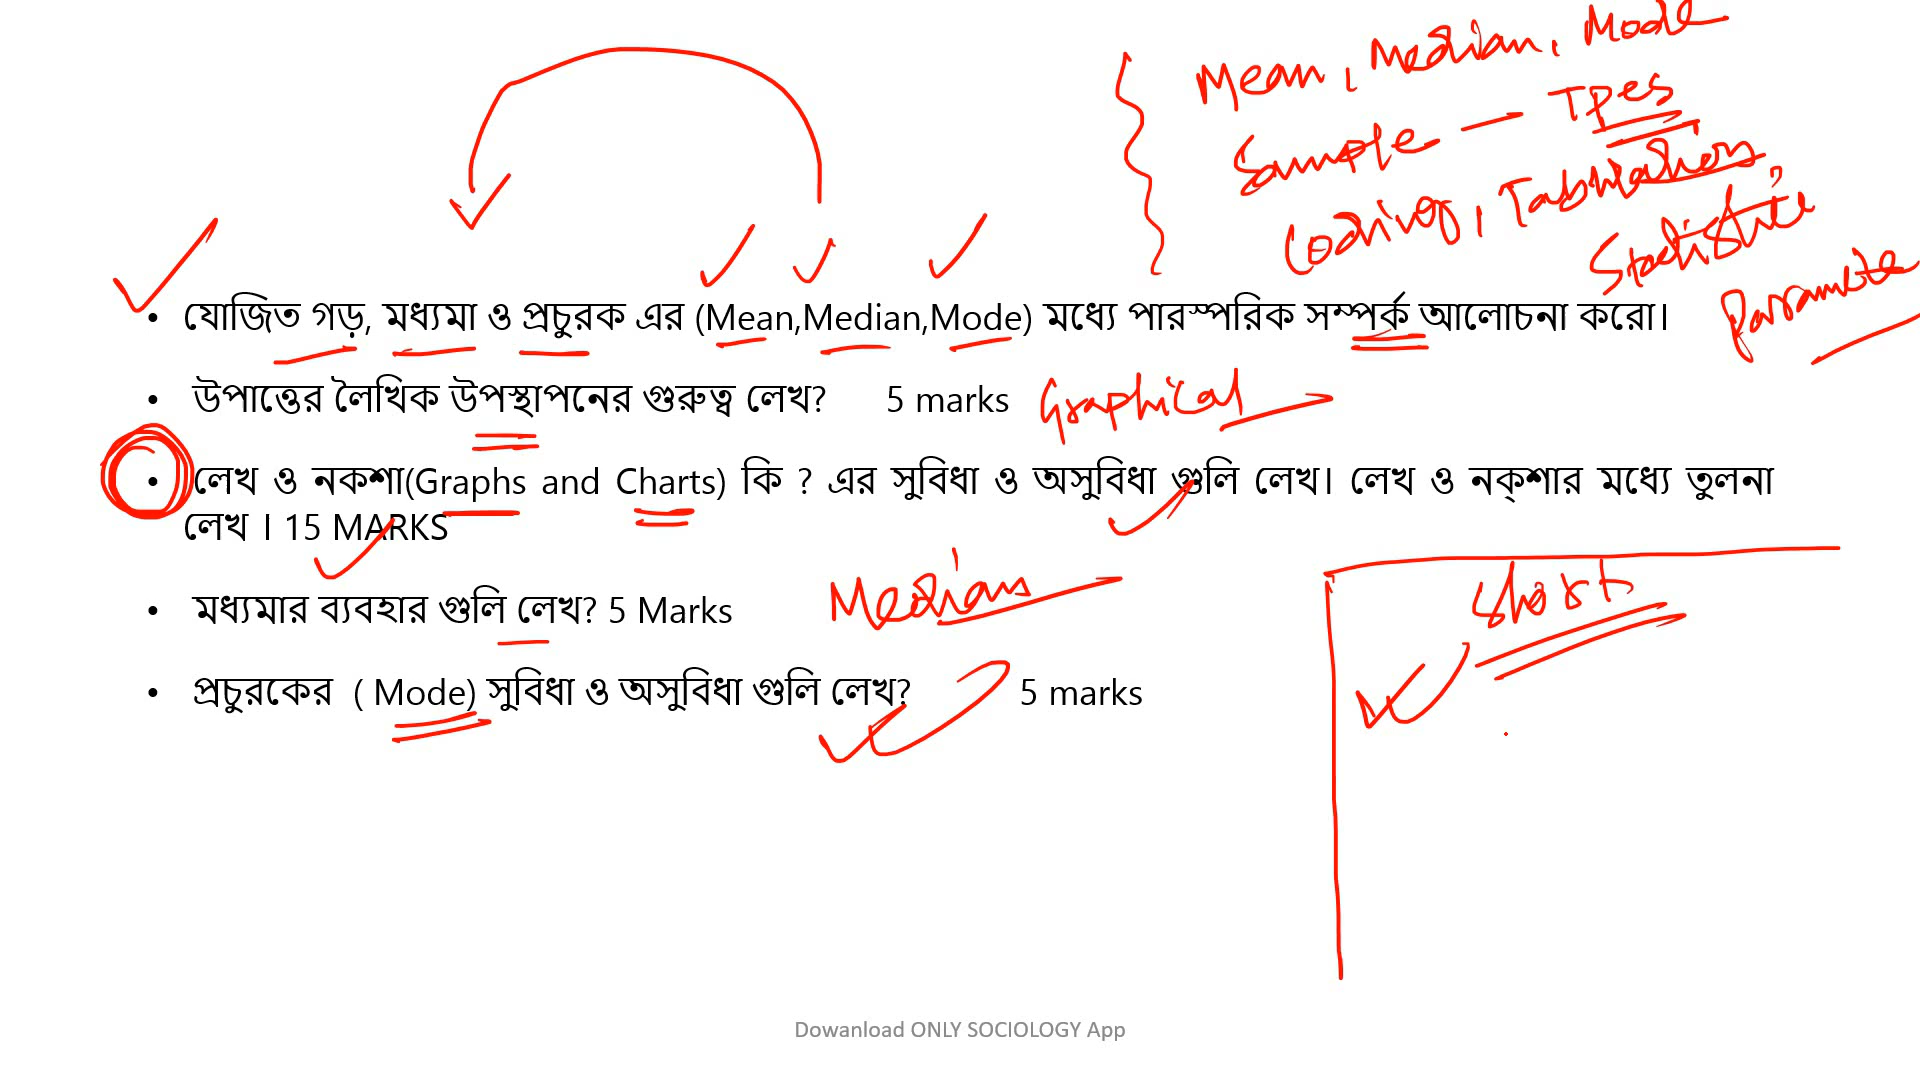 Mean, Median, Mode
Sample — Tpes
Coding, Tabulation,
Statistic
Paramete
• যোজিত গড়, মধ্যমা ও প্রচুরক এর (Mean,Median,Mode) মধ্যে পারস্পরিক সম্পর্ক আলোচনা করো।
• উপাত্তের লৈখিক উপস্থাপনের গুরুত্ব লেখ? 5 marks Graphical
• লেখ ও নকশা(Graphs and Charts) কি ? এর সুবিধা ও অসুবিধা গুলি লেখ। লেখ ও নক্শার মধ্যে তুলনা
লেখ । 15 MARKS
• মধ্যমার ব্যবহার গুলি লেখ? 5 Marks Median
Short
• প্রচুরকের ( Mode) সুবিধা ও অসুবিধা গুলি লেখ? 5 marks
Dowanload ONLY SOCIOLOGY App